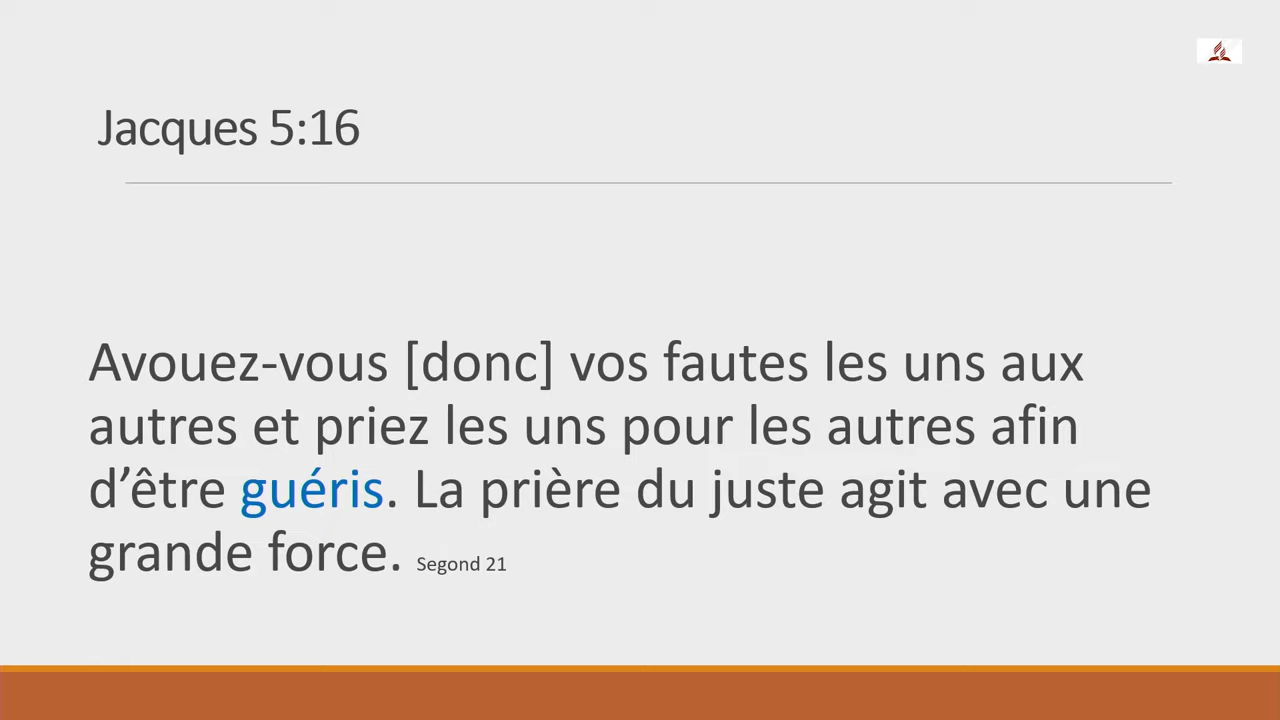 Jacques 5:16
Avouez-vous [donc] vos fautes les uns aux
autres et priez les uns pour les autres afin
d’être guéris. La prière du juste agit avec une
grande force. Segond 21